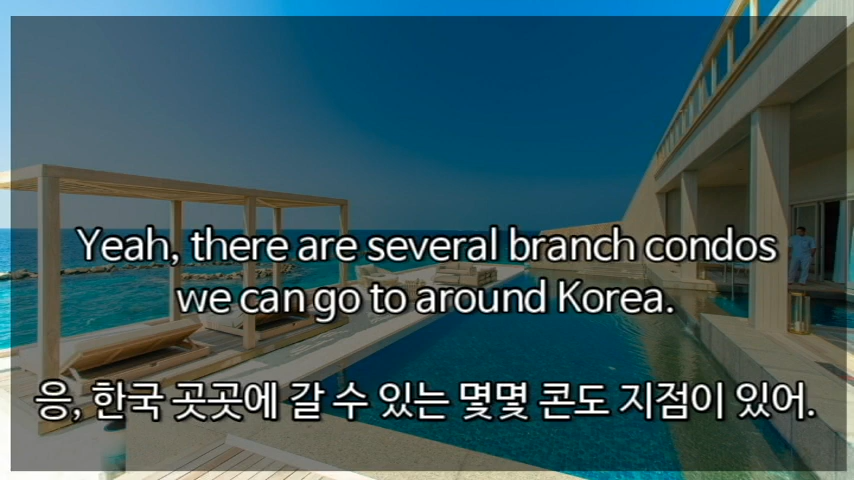 Yeah, there are several branch condos
we can go to around Korea.
응, 한국 곳곳에 갈 수 있는 몇몇 콘도 지점이 있어.